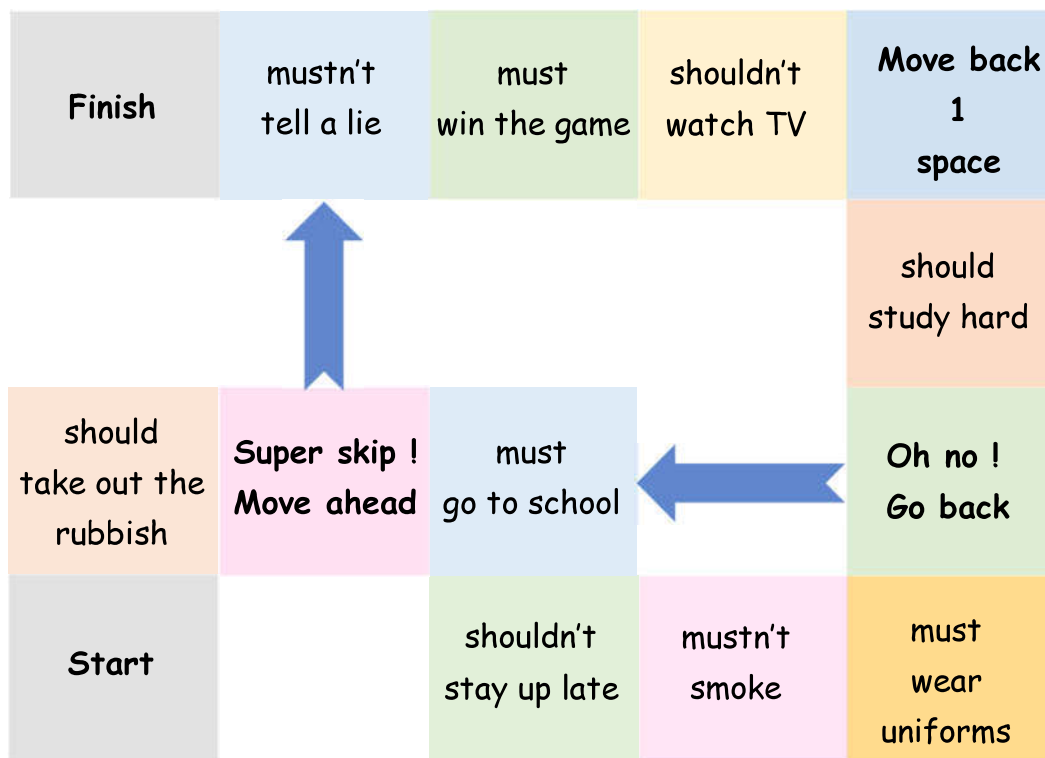 Finish
mustn't
tell a lie
must
win the game
shouldn't
watch TV
Move back
1
space
should
study hard
should
take out the
rubbish
Super skip !
Move ahead
must
go to school
Oh no !
Go back
Start
shouldn't
stay up late
mustn't
smoke
must
wear
uniforms